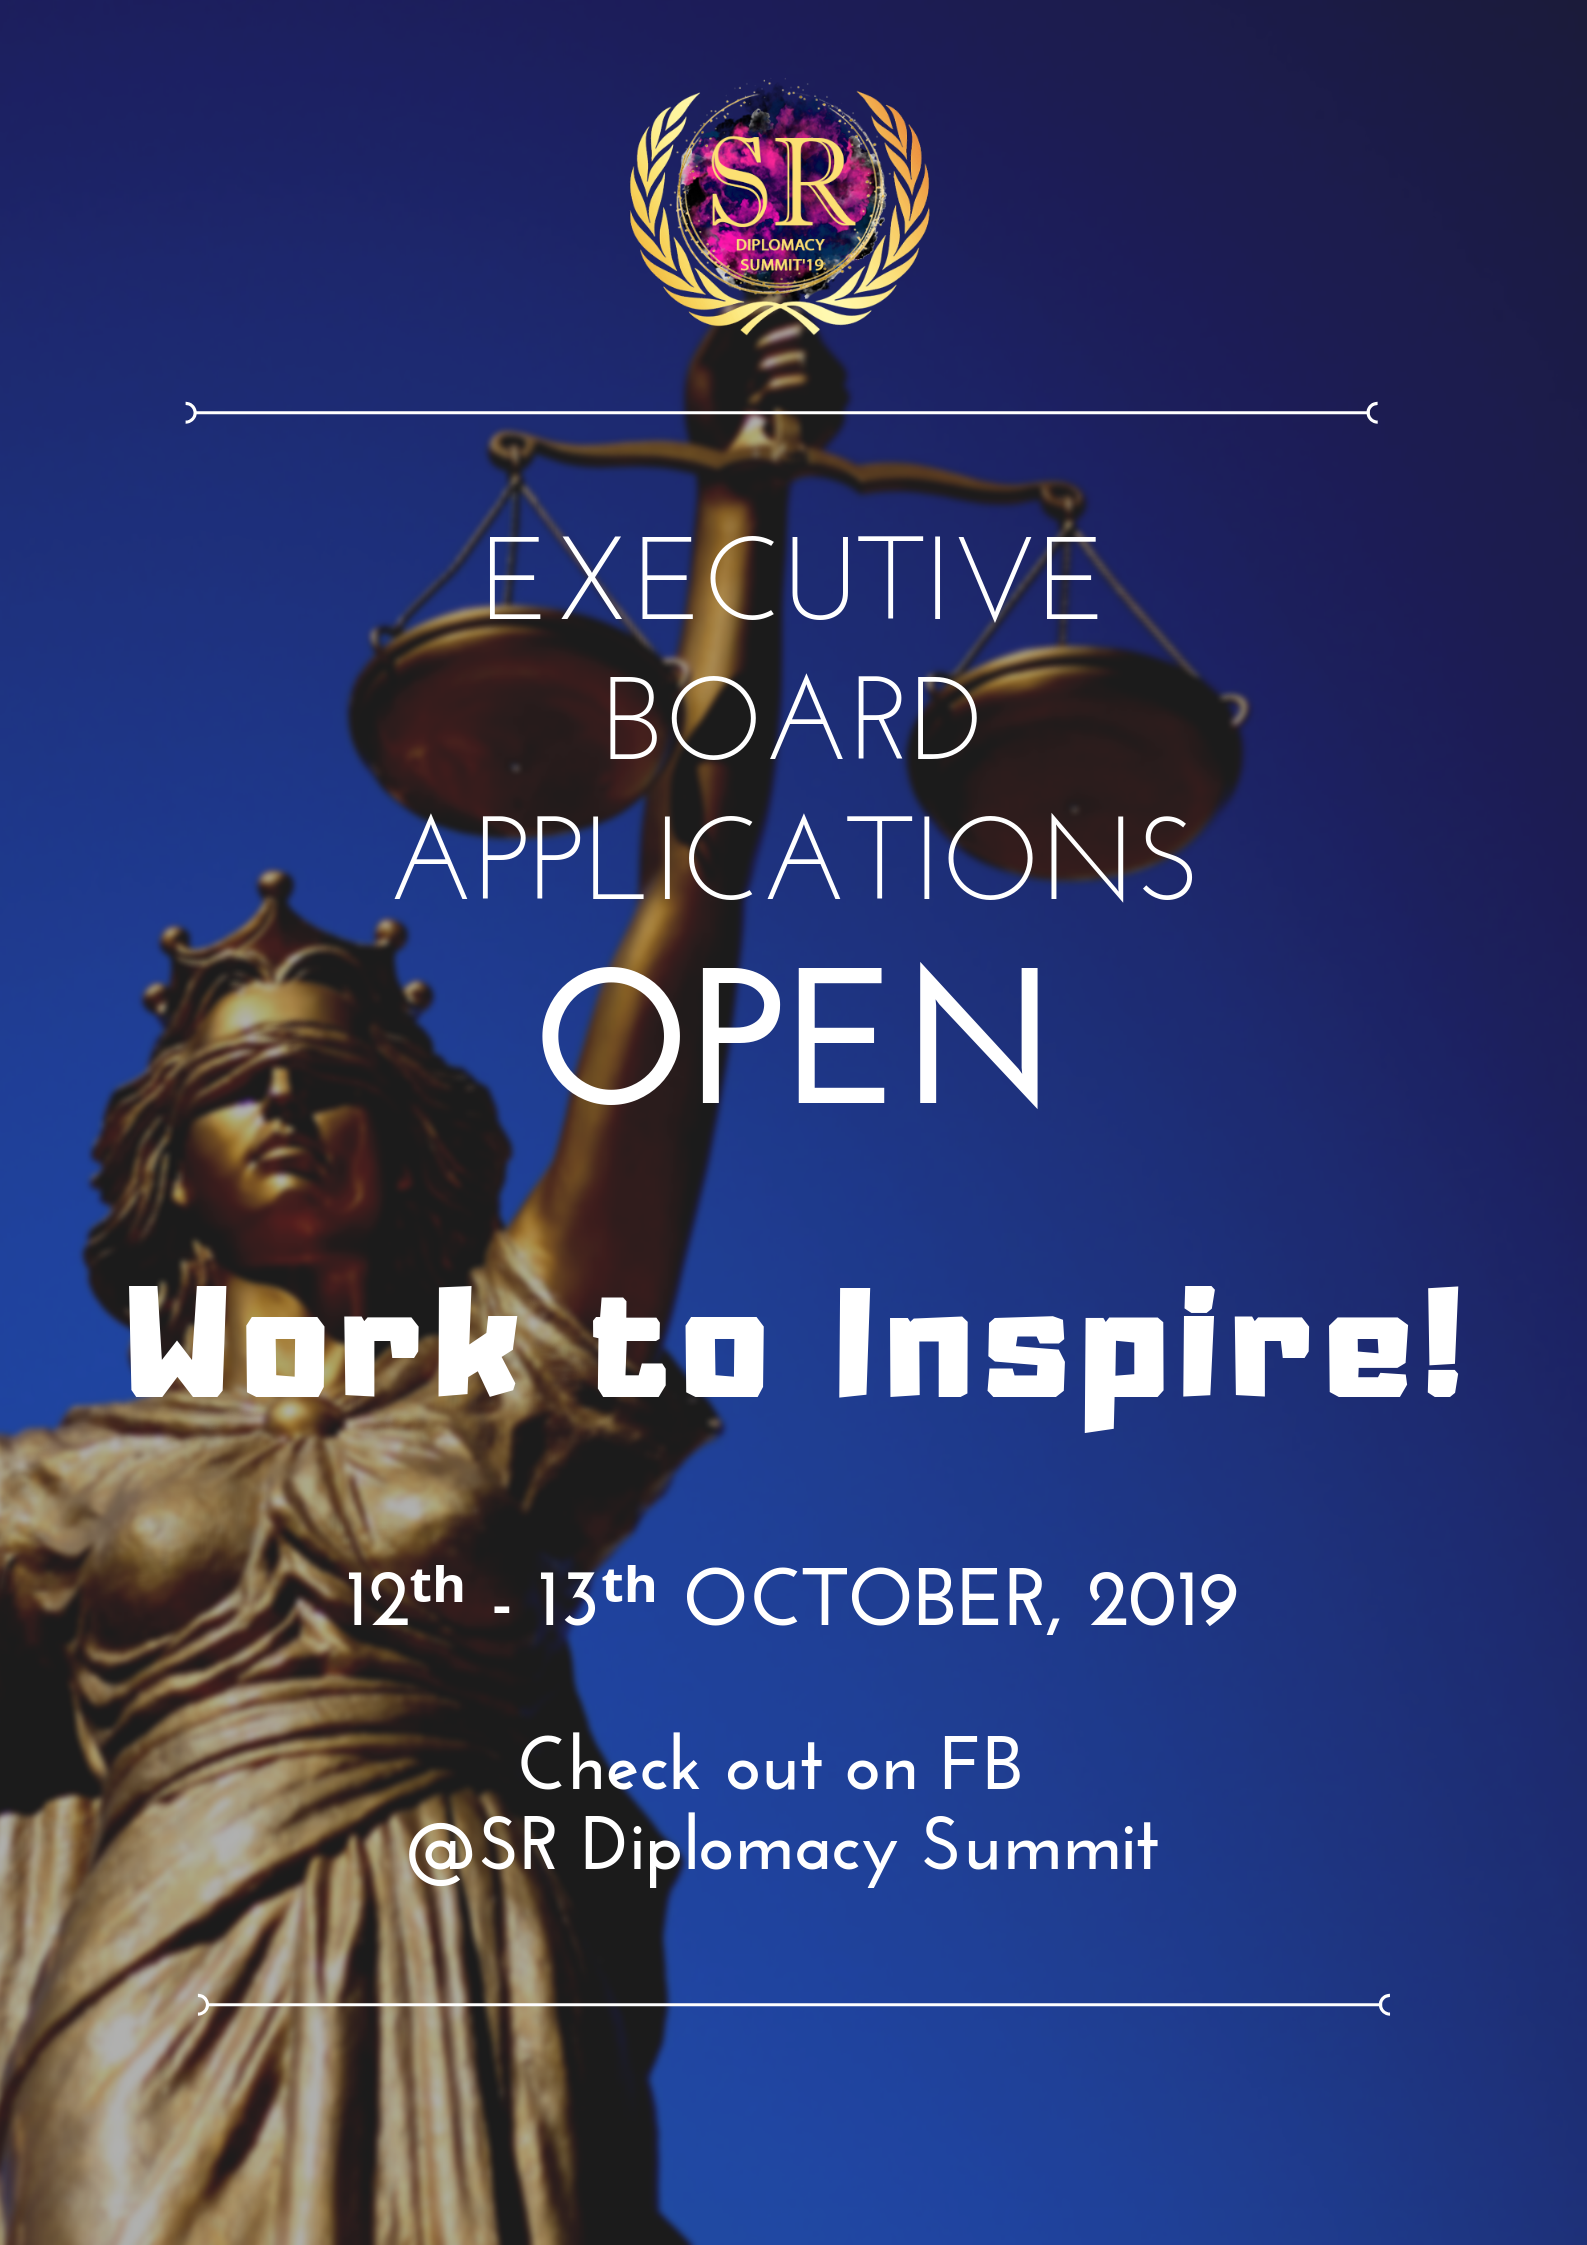 SR
DIPLOMACY
SUMMIT'19
EXECUTIVE
BOARD
APPLICATIONS
OPEN
Work to Inspire!
12th - 13th OCTOBER, 2019
Check out on FB
@SR Diplomacy Summit